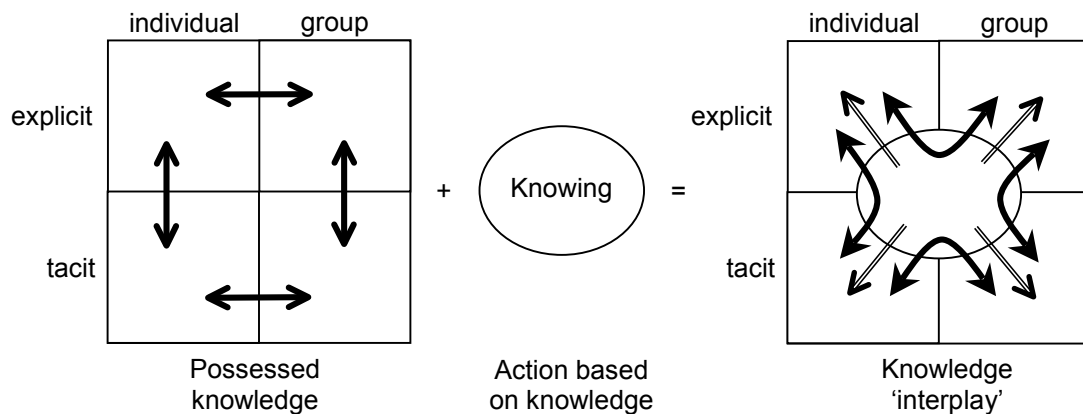 individual group
explicit
tacit
Possessed
knowledge
+
Knowing
Action based
on knowledge
=
individual group
explicit
tacit
Knowledge
‘interplay’